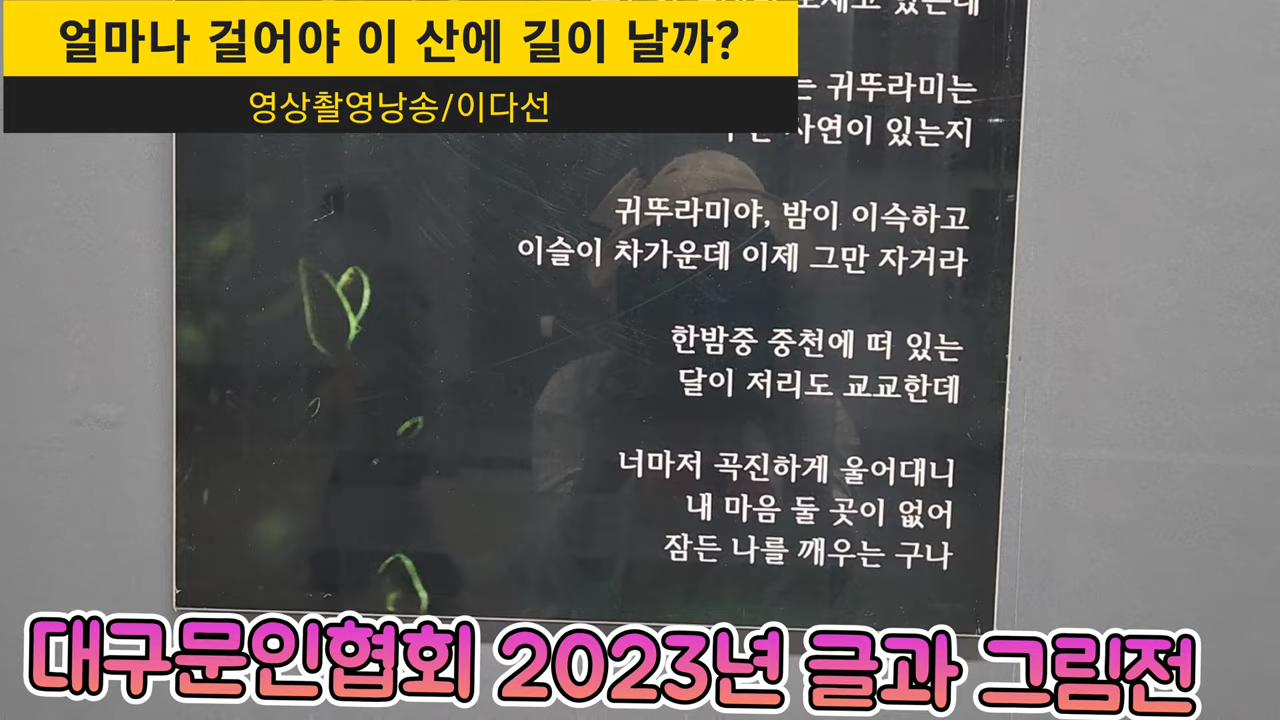 얼마나 걸어야 이 산에 길이 날까?
영상촬영낭송/이다선
있는데
귀뚜라미는
사연이 있는지
귀뚜라미야, 밤이 이슥하고
이슬이 차가운데 이제 그만 자거라
한밤중 중천에 떠 있는
달이 저리도 교교한데
너마저 곡진하게 울어대니
내 마음 둘 곳이 없어
잠든 나를 깨우는 구나
대구문인협회 2023년 글과 그림전